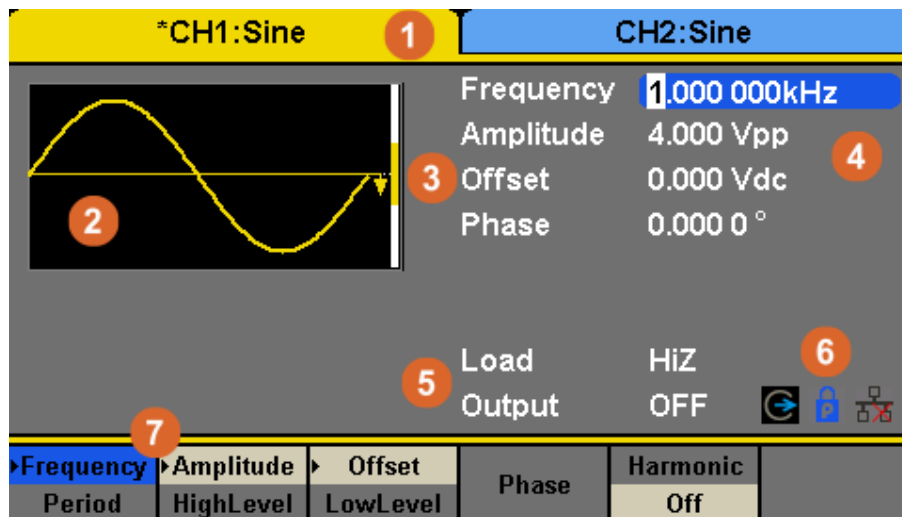 *CH1:Sine 1 CH2:Sine
Frequency 1.000 000kHz
Amplitude 4.000 Vpp 4
3 Offset 0.000 Vdc
2 Phase 0.000 0 °
Load HiZ 6
5
Output OFF P
7
Frequency Amplitude Offset Phase Harmonic
Period HighLevel LowLevel Off